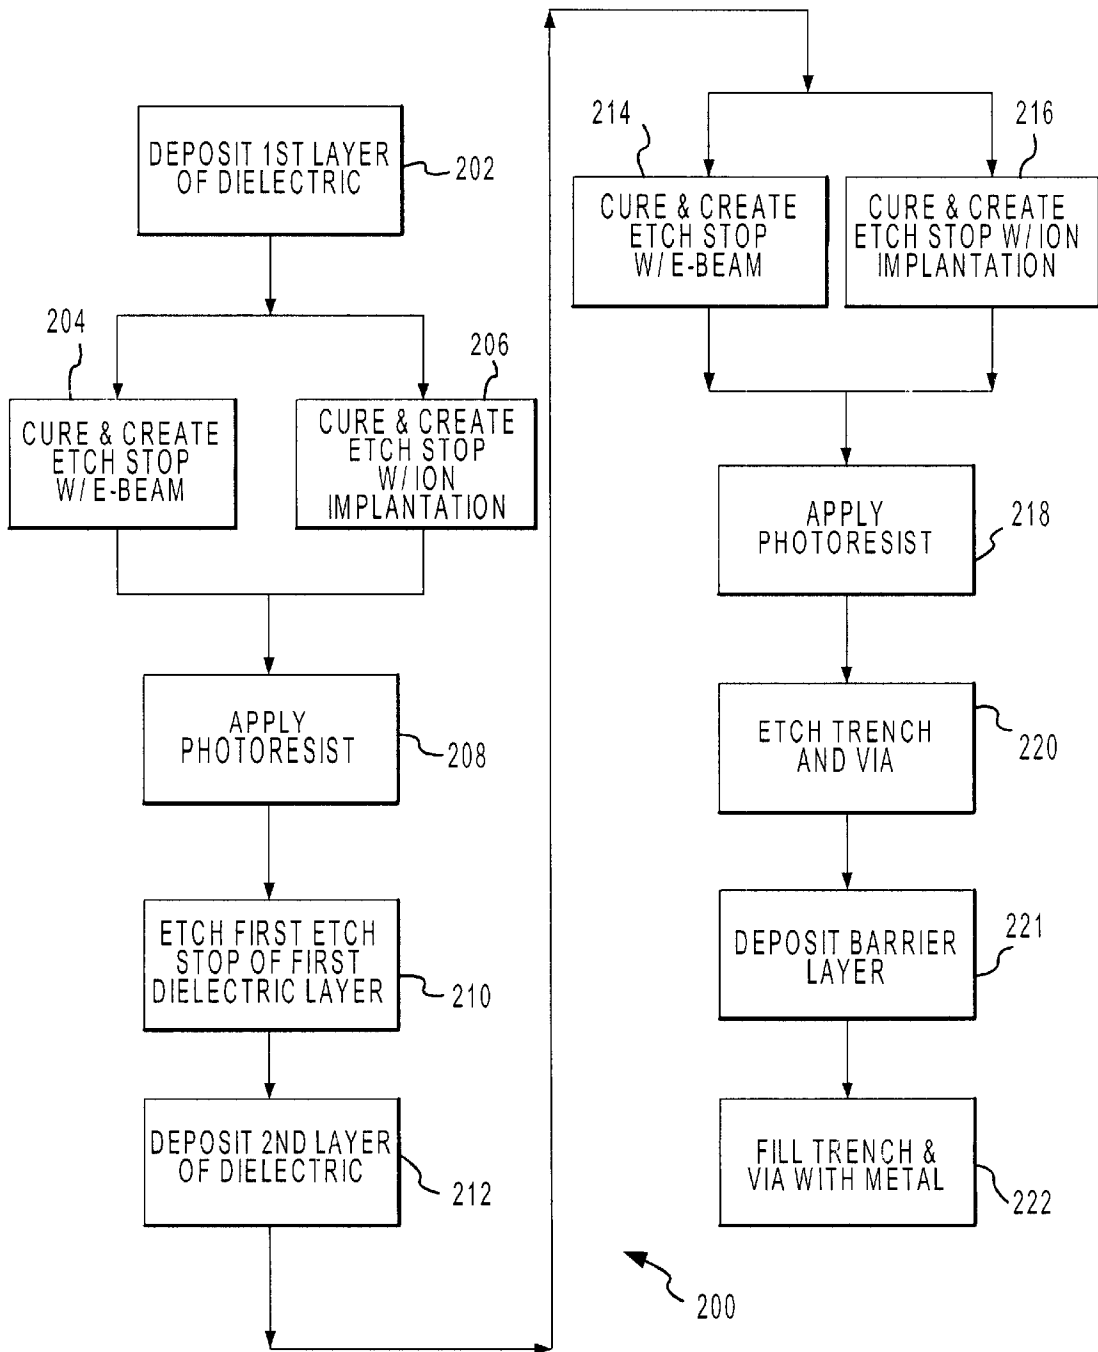 DEPOSIT 1ST LAYER
OF DIELECTRIC
202
204
CURE & CREATE
ETCH STOP
W/E-BEAM
206
CURE & CREATE
ETCH STOP
W/ION
IMPLANTATION
APPLY
PHOTORESIST
208
ETCH FIRST ETCH
STOP OF FIRST
DIELECTRIC LAYER
210
DEPOSIT 2ND LAYER
OF DIELECTRIC
212
214
CURE & CREATE
ETCH STOP
W/E-BEAM
216
CURE & CREATE
ETCH STOP W/ION
IMPLANTATION
APPLY
PHOTORESIST
218
ETCH TRENCH
AND VIA
220
DEPOSIT BARRIER
LAYER
221
FILL TRENCH &
VIA WITH METAL
222
200